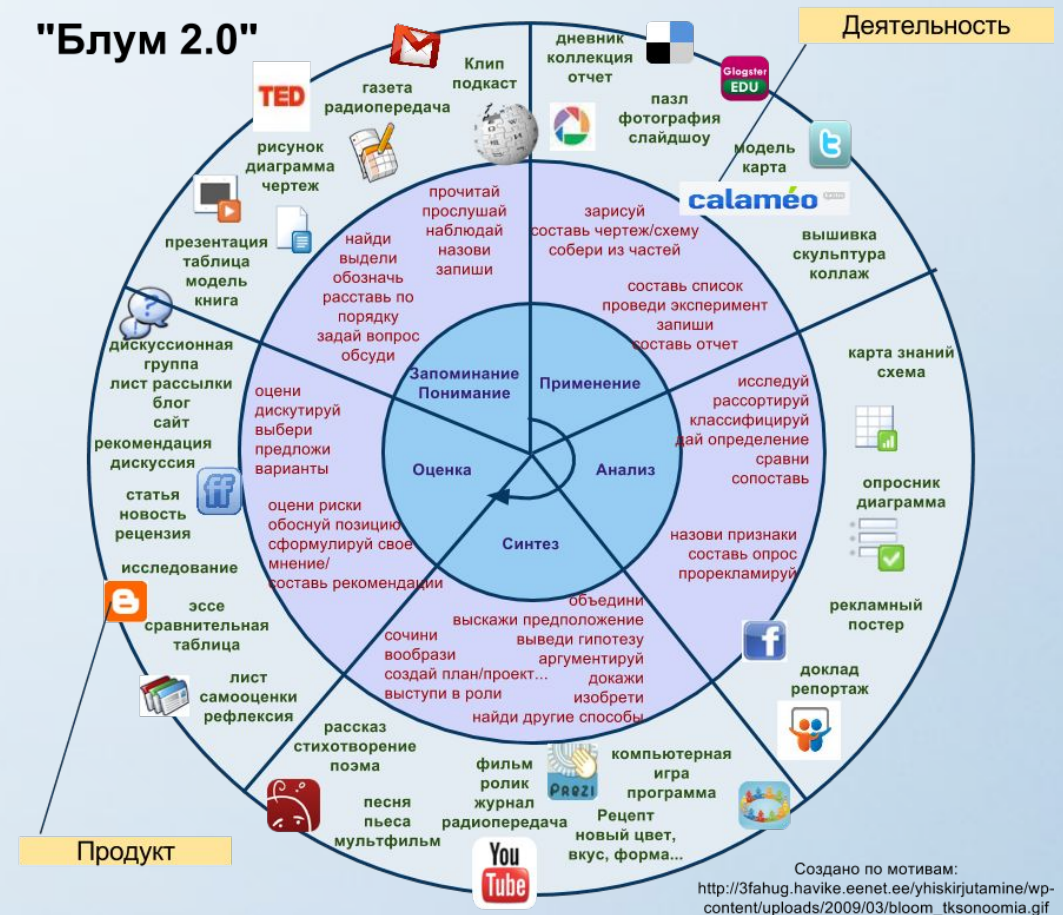 "Блум 2.0"
Деятельность
Клип
подкаст
газета
радиопередача
TED
рисунок
диаграмма
чертеж
презентация
таблица
модель
книга
дневник
коллекция
отчет
Glogster
EDU
пазл
фотография
слайдшоу
модель
карта
t
calaméo
вышивка
скульптура
коллаж
прочитай
прослушай
наблюдай
назови
запиши
найди
выдели
обозначь
расставь по
порядку
задай вопрос
обсуди
зарисуй
составь чертеж/схему
собери из частей
составь список
проведи эксперимент
запиши
составь отчет
Запоминание
Понимание
Применение
Оценка
Анализ
Синтез
исследуй
рассортируй
классифицируй
дай определение
сравни
сопоставь
назови признаки
составь опрос
прорекламируй
карта знаний
схема
опросник
диаграмма
рекламный
постер
f
доклад
репортаж
объедини
выскажи предположение
выведи гипотезу
аргументируй
докажи
изобрети
найди другие способы
сочини
вообрази
создай план/проект...
выступи в роли
оцени
дискутируй
выбери
предложи
варианты
оцени риски
обоснуй позицию
сформулируй свое
мнение/
составь рекомендации
дискуссионная
группа
лист рассылки
блог
сайт
рекомендация
дискуссия
ff
статья
новость
рецензия
исследование
эссе
сравнительная
таблица
лист
самооценки
рефлексия
рассказ
стихотворение
поэма
песня
пьеса
мультфильм
фильм
ролик
журнал
радиопередача
PREZI
компьютерная
игра
программа
Рецепт
новый цвет,
вкус, форма...
You
Tube
Продукт
Создано по мотивам:
http://3fahug.havike.eenet.ee/yhiskirjutamine/wp-
content/uploads/2009/03/bloom_tksonoomia.gif